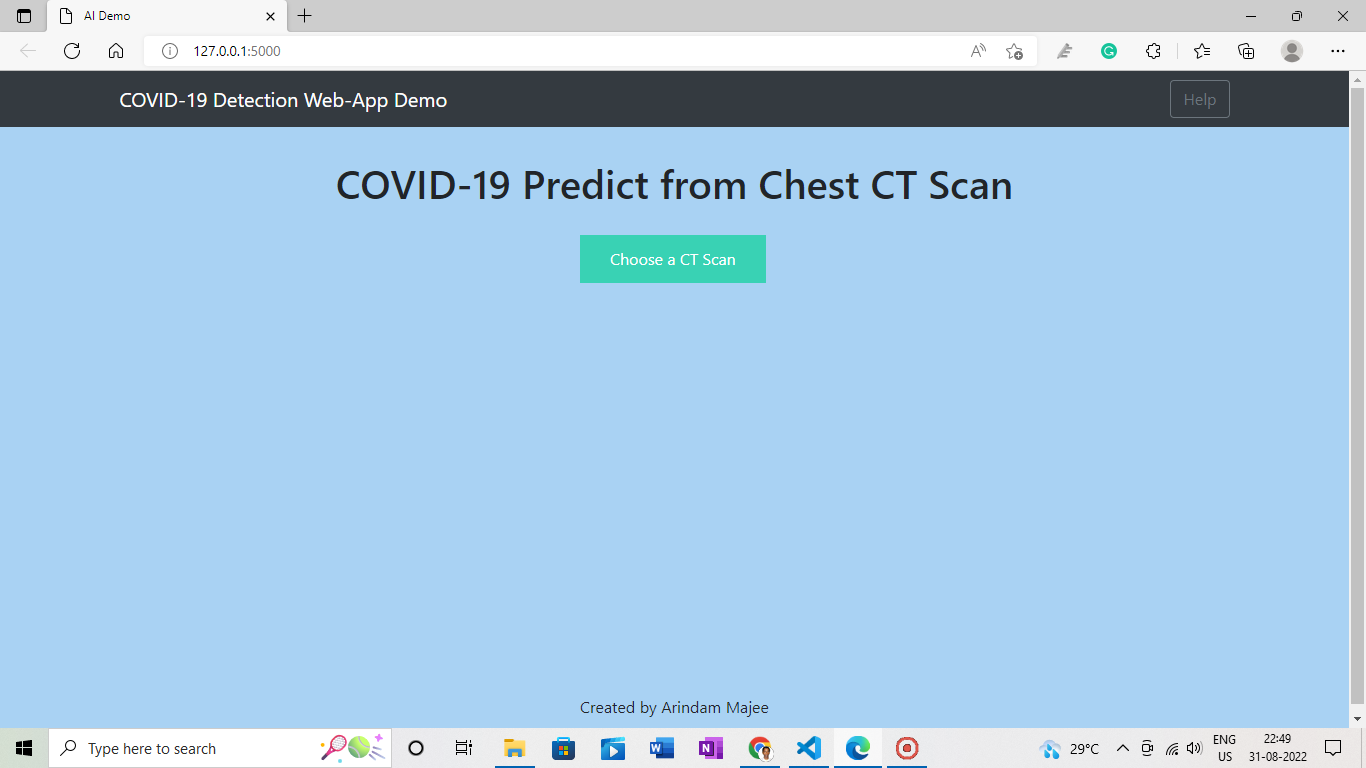 AI Demo
127.0.0.1:5000
COVID-19 Detection Web-App Demo
Help
COVID-19 Predict from Chest CT Scan
Choose a CT Scan
Created by Arindam Majee
Type here to search
29°C
ENG
US
22:49
31-08-2022